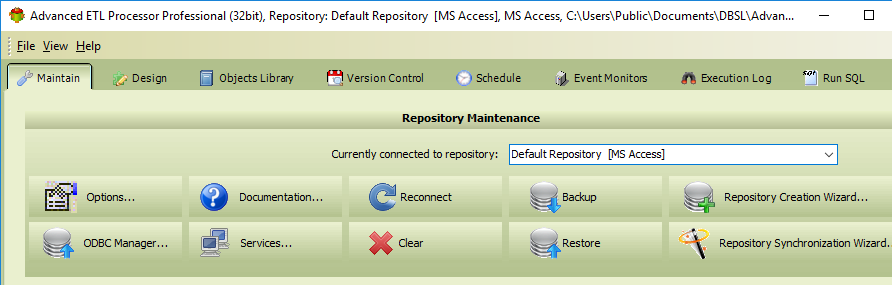 Advanced ETL Processor Professional (32bit), Repository: Default Repository [MS Access], MS Access, C:\Users\Public\Documents\DBSL\Advan...
File View Help
Maintain Design Objects Library Version Control Schedule Event Monitors Execution Log SQL Run SQL
Repository Maintenance
Currently connected to repository: Default Repository [MS Access]
Options... Documentation... Reconnect Backup Repository Creation Wizard...
ODBC Manager... Services... Clear Restore Repository Synchronization Wizard.